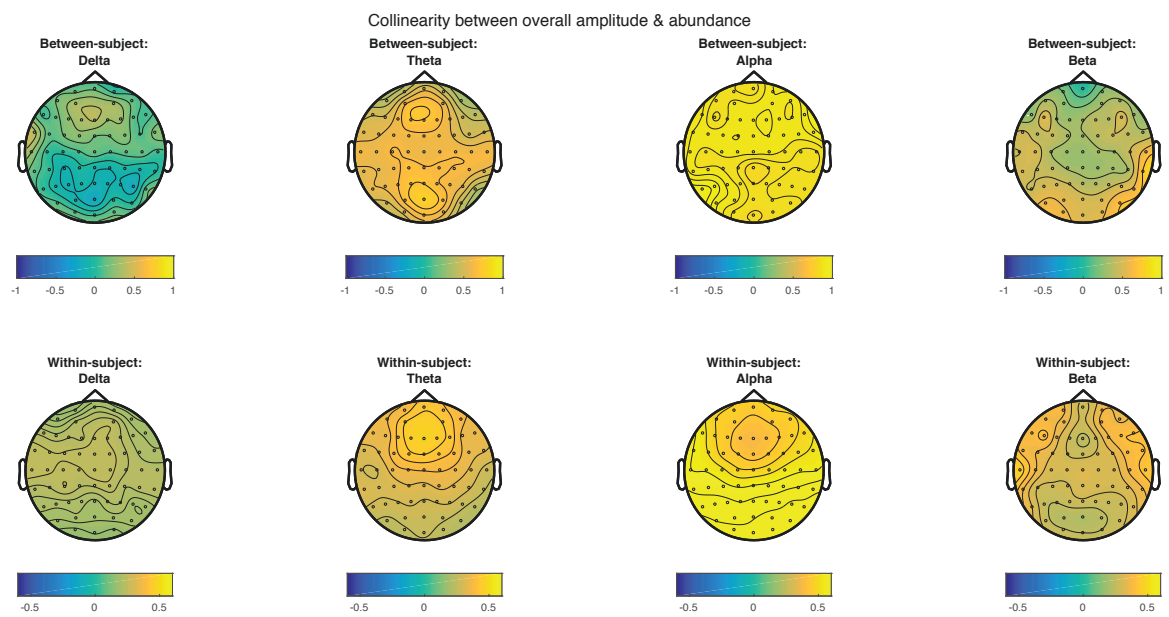 Collinearity between overall amplitude & abundance
Between-subject:
Delta
Between-subject:
Theta
Between-subject:
Alpha
Between-subject:
Beta
-1 -0.5 0 0.5 1
-1 -0.5 0 0.5 1
-1 -0.5 0 0.5 1
-1 -0.5 0 0.5 1
Within-subject:
Delta
Within-subject:
Theta
Within-subject:
Alpha
Within-subject:
Beta
-0.5 0 0.5
-0.5 0 0.5
-0.5 0 0.5
-0.5 0 0.5